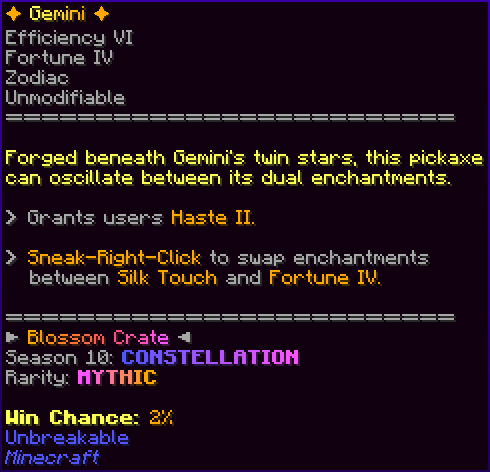 ✦ Gemini ✦
Efficiency VI
Fortune IV
Zodiac
Unmodifiable
=========================
Forged beneath Gemini's twin stars, this pickaxe
can oscillate between its dual enchantments.
> Grants users Haste II.
> Sneak-Right-Click to swap enchantments
between Silk Touch and Fortune IV.
=========================
► Blossom Crate ◄
Season 10: CONSTELLATION
Rarity: MYTHIC
Win Chance: 2%
Unbreakable
Minecraft